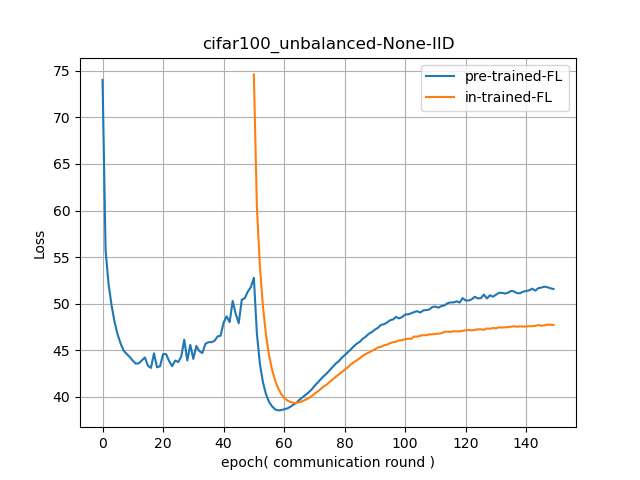 cifar100_unbalanced-None-IID
pre-trained-FL
in-trained-FL
75
70
65
60
55
50
45
40
Loss
0 20 40 60 80 100 120 140
epoch( communication round )